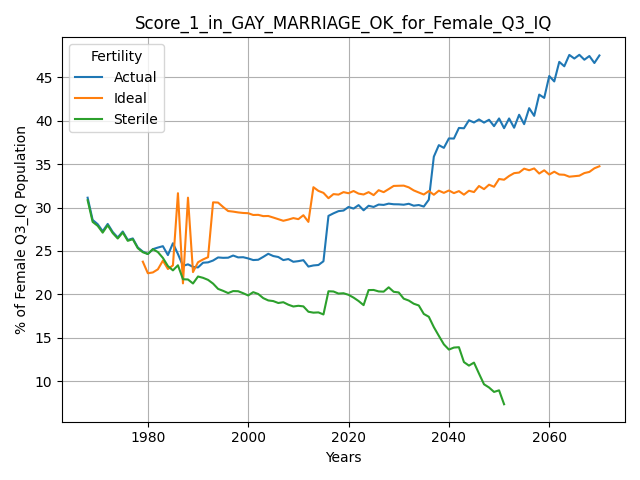 Score_1_in_GAY_MARRIAGE_OK_for_Female_Q3_IQ
Fertility
Actual
Ideal
Sterile
% of Female Q3_IQ Population
45
40
35
30
25
20
15
10
1980
2000
2020
2040
2060
Years